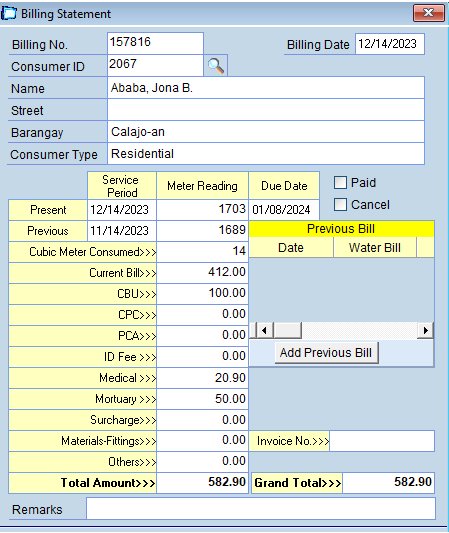 Billing Statement
Billing No. 157816 Billing Date 12/14/2023
Consumer ID 2067
Name Ababa, Jona B.
Street
Barangay Calajo-an
Consumer Type Residential
Service Period Meter Reading Due Date Paid
Present 12/14/2023 1703 01/08/2024 Cancel
Previous 11/14/2023 1689 Previous Bill
Cubic Meter Consumed>>> 14 Date Water Bill
Current Bill>>> 412.00
CBU>>> 100.00
CPC>>> 0.00
PCA>>> 0.00
ID Fee >>> 0.00 Add Previous Bill
Medical >>> 20.90
Mortuary >>> 50.00
Surcharge>>> 0.00
Materials-Fittings>>> 0.00 Invoice No.>>>
Others>>> 0.00
Total Amount>>> 582.90 Grand Total>>> 582.90
Remarks